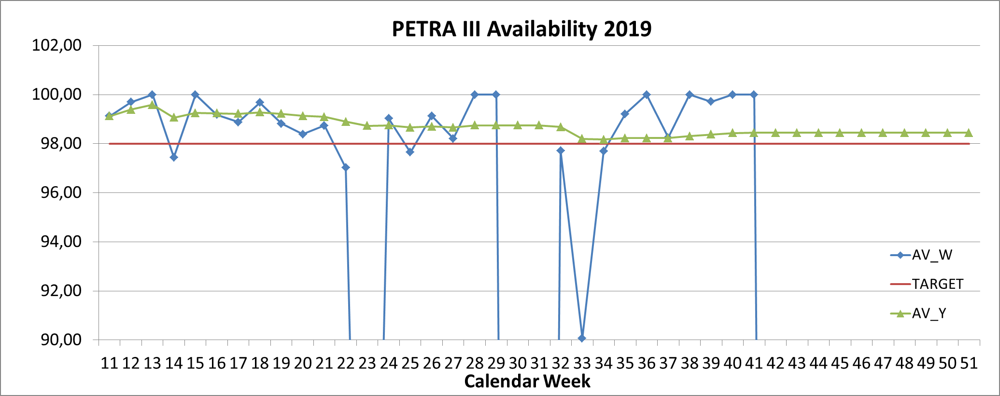 PETRA III Availability 2019
102,00
100,00
98,00
96,00
94,00
92,00
90,00
AV_W
TARGET
AV_Y
11 12 13 14 15 16 17 18 19 20 21 22 23 24 25 26 27 28 29 30 31 32 33 34 35 36 37 38 39 40 41 42 43 44 45 46 47 48 49 50 51
Calendar Week